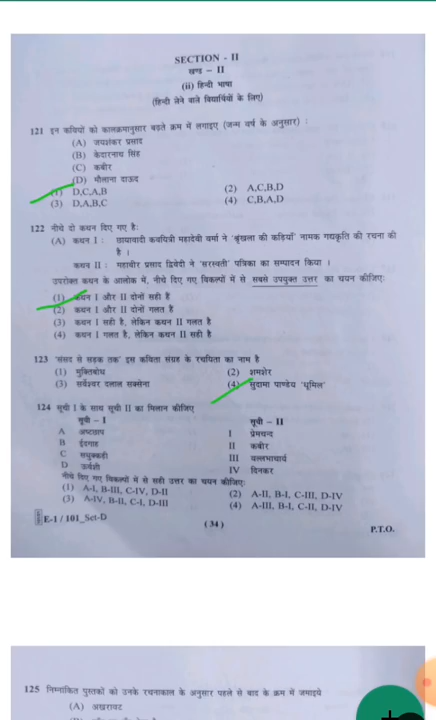 SECTION - II
खण्ड – II
(ii) हिन्दी भाषा
(हिन्दी लेने वाले विद्यार्थियों के लिए)
121 इन कवियों को कालक्रमानुसार बढ़ते क्रम में लगाइए (जन्म वर्ष के अनुसार) :
(A) जयशंकर प्रसाद
(B) केदारनाथ सिंह
(C) कबीर
(D) मौलाना दाऊद
(1) D,C,A,B (2) A,C,B,D
(3) D,A,B,C (4) C,B,A,D
122 नीचे दो कथन दिए गए है:
(A) कथन I : छायावादी कवयित्री महादेवी वर्मा ने 'श्रृंखला की कड़ियाँ' नामक गद्यकृति की रचना की
है ।
कथन II : महावीर प्रसाद द्विवेदी ने 'सरस्वती' पत्रिका का सम्पादन किया ।
उपरोक्त कथन के आलोक में, नीचे दिए गए विकल्पों में से सबसे उपयुक्त उत्तर का चयन कीजिए:
(1) कथन I और II दोनों सही है
(2) कथन I और II दोनों गलत है
(3) कथन I सही है, लेकिन कथन II गलत है
(4) कथन I गलत है, लेकिन कथन II सही है
123 'संसद से सड़क तक' इस कविता संग्रह के रचयिता का नाम है
(1) मुक्तिबोध (2) शमशेर
(3) सर्वेश्वर दलाल सक्सेना (4) सुदामा पाण्डेय 'धूमिल'
124 सूची I के साथ सूची II का मिलान कीजिए
सूची – I सूची – II
A अष्टछाप I प्रेमचन्द
B ईदगाह II कबीर
C सधुक्कड़ी III वल्लभाचार्य
D उर्वशी IV दिनकर
नीचे दिए गए विकल्पों में से सही उत्तर का चयन कीजिए:
(1) A-I, B-III, C-IV, D-II (2) A-II, B-I, C-III, D-IV
(3) A-IV, B-II, C-I, D-III (4) A-III, B-I, C-II, D-IV
E-1 / 101_Set-D
(34)
P.T.O.
125 निम्नांकित पुस्तकों को उनके रचनाकाल के अनुसार पहले से बाद के क्रम में जमाइये
(A) अखरावट